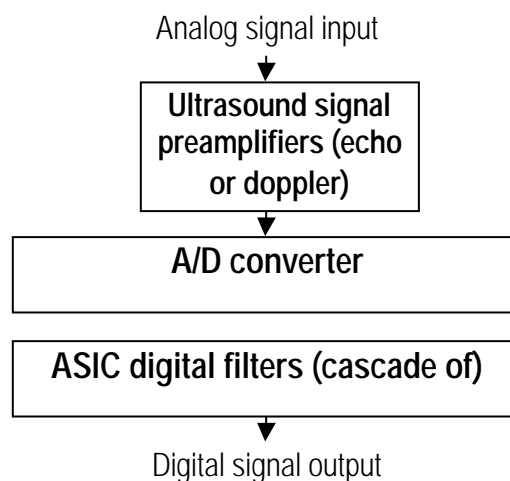 Analog signal input
Ultrasound signal
preamplifiers (echo
or doppler)
A/D converter
ASIC digital filters (cascade of)
Digital signal output